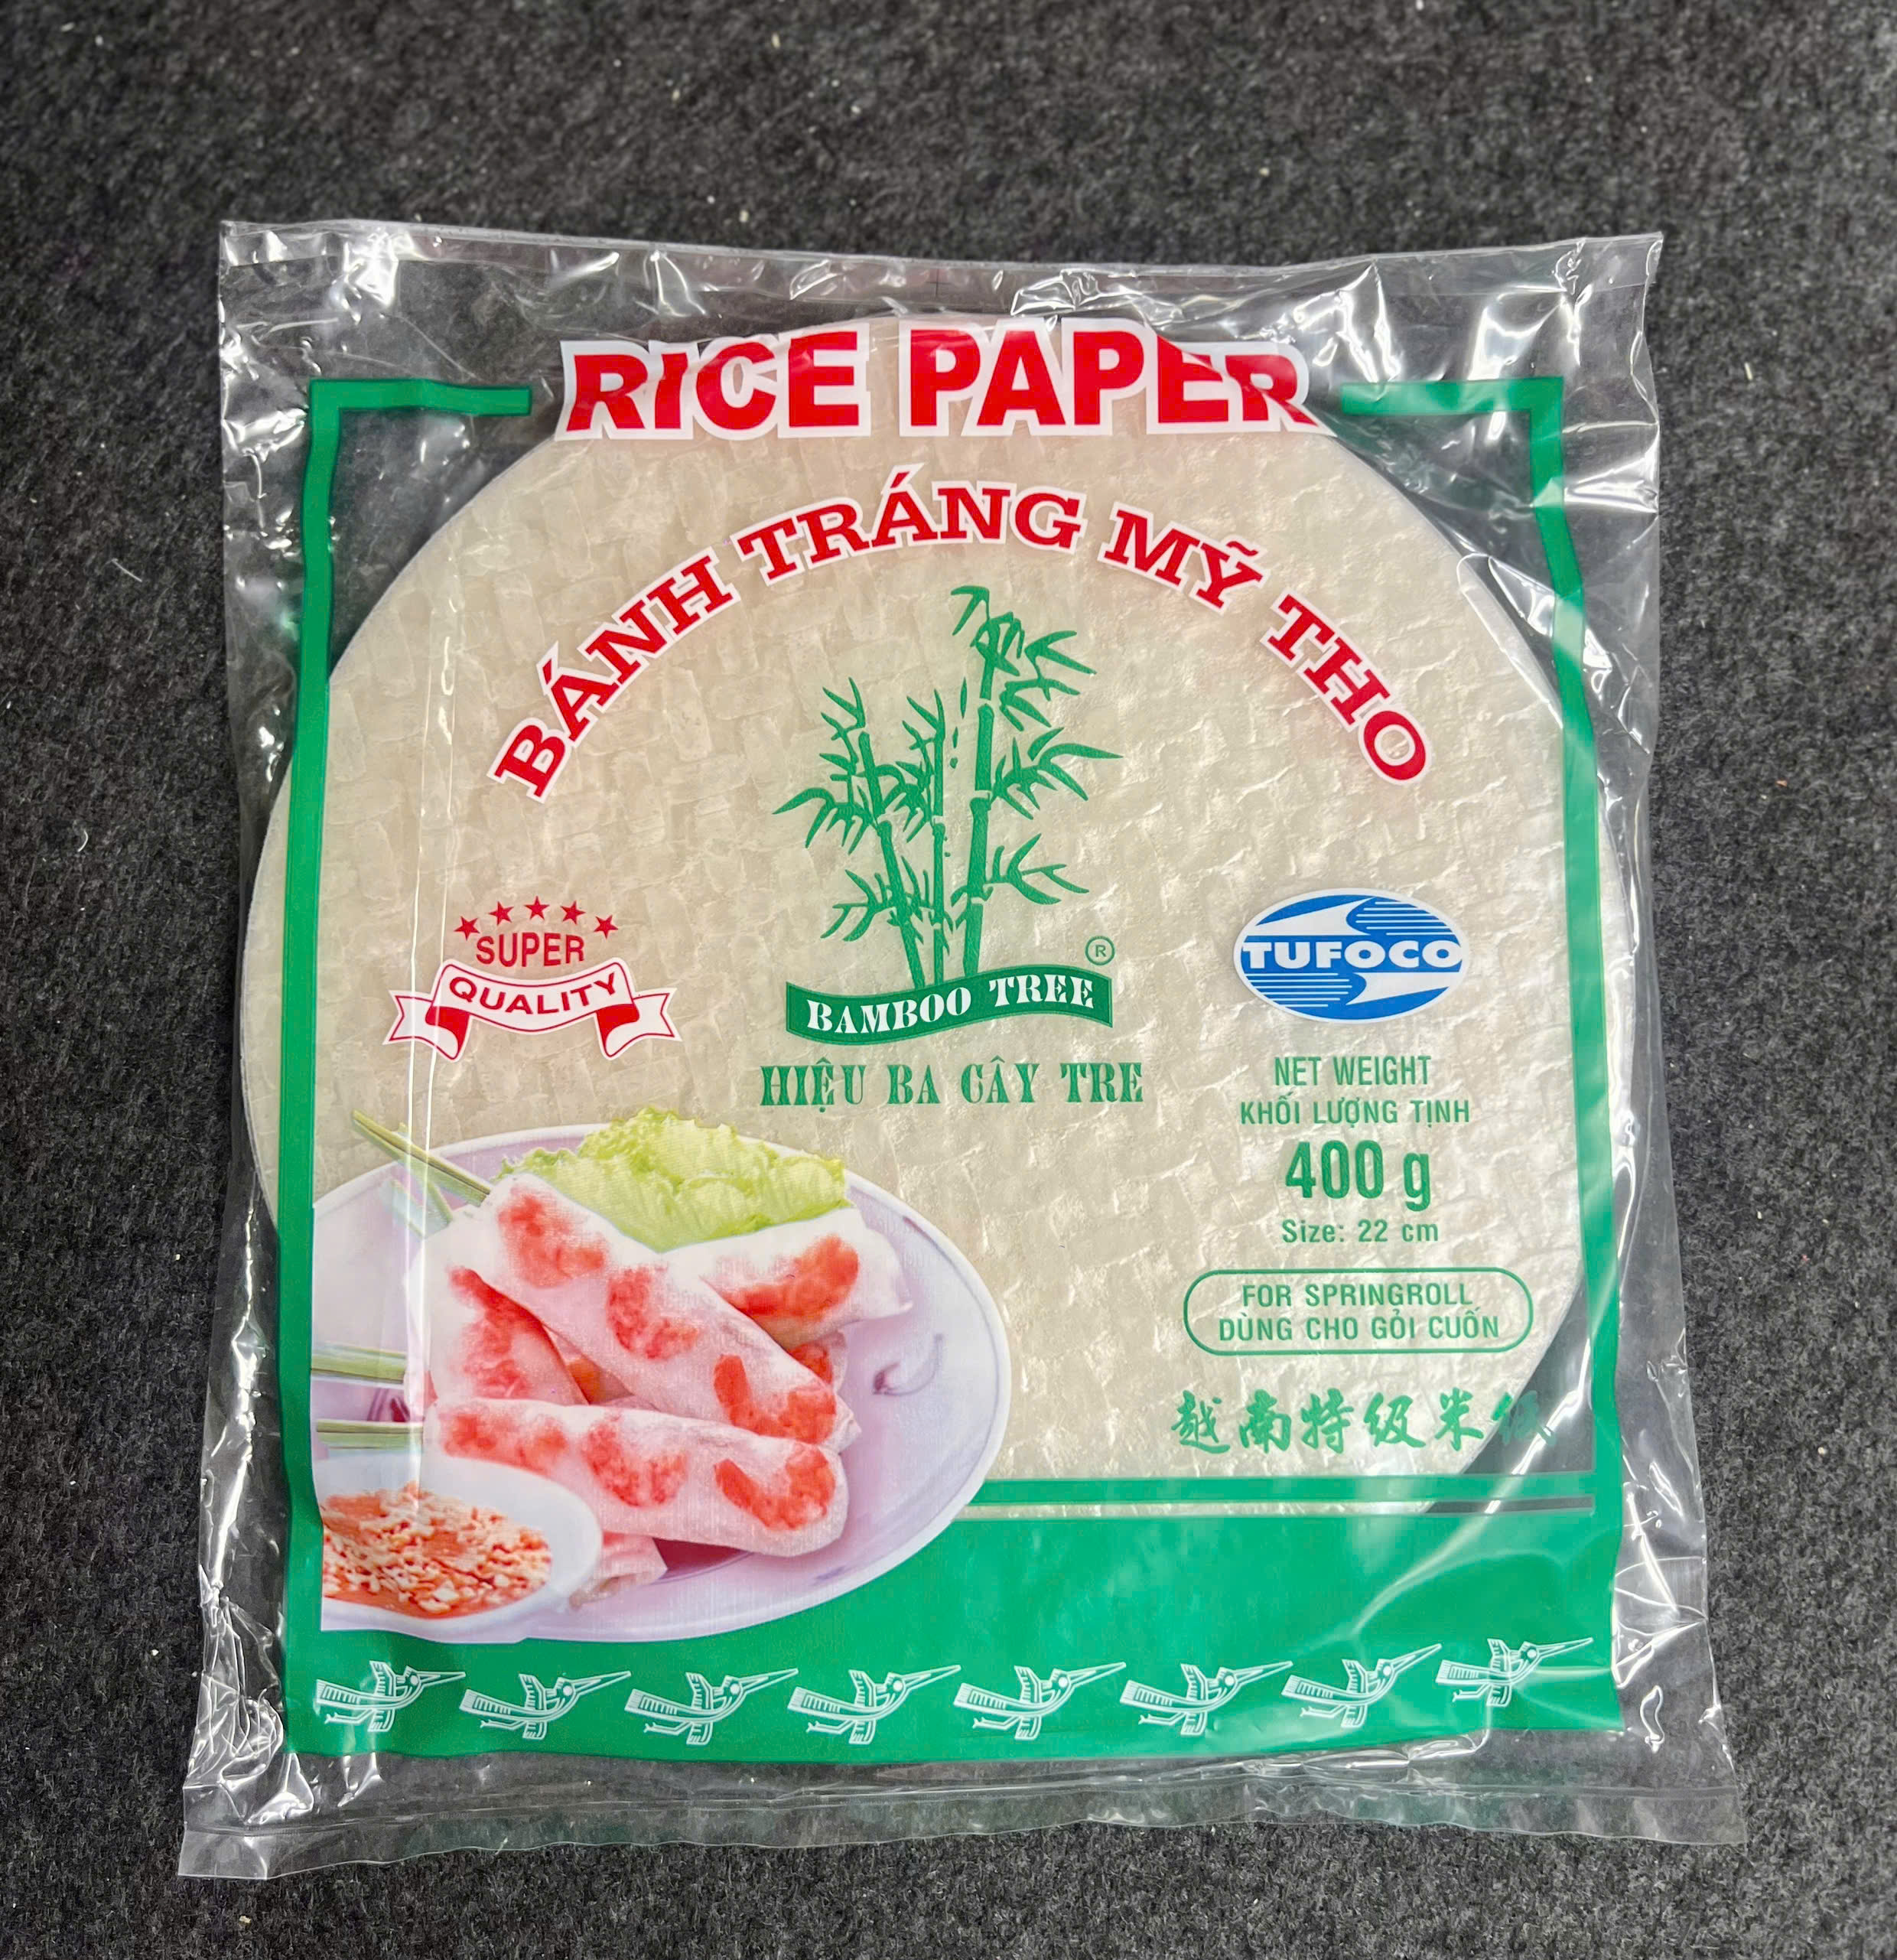 RICE PAPER
BÁNH TRÁNG MỸ THO
SUPER
QUALITY
BAMBOO TREE ®
HIỆU BA CÂY TRE
TUFOCO
NET WEIGHT
KHỐI LƯỢNG TỊNH
400 g
Size: 22 cm
FOR SPRINGROLL
DÙNG CHO GỎI CUỐN
越南特级米纸